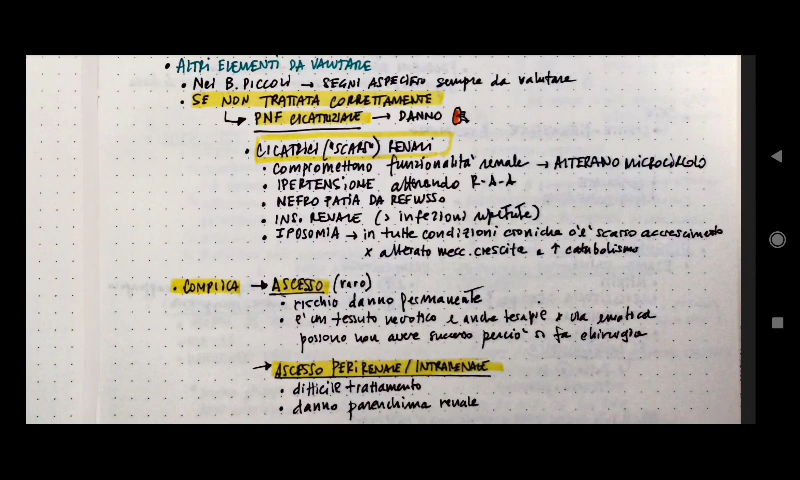 • ALTRI ELEMENTI DA VALUTARE
• Nei B. PICCOLI → SEGNI ASPECIFICI sempre da valutare
• SE NON TRATTATA CORRETTAMENTE
↳ PNF CICATRIZIALE → DANNO
• CICATRICI ("SCARS") RENALI
• compromettono funzionalità renale → ALTERANO MICROCIRCOLO
• IPERTENSIONE alterando R-A-A
• NEFROPATIA DA REFLUSSO
• INS. RENALE (> infezioni ripetute)
• IPOSOMIA → in tutte condizioni croniche c'è scarso accrescimento
x alterato mecc. crescita e ↑ catabolismo
• COMPLICA → ASCESSO (raro)
• rischio danno permanente
• è un tessuto necrotico e anche terapie x via ematica
possono non avere successo perciò si fa chirurgia
→ ASCESSO PERIRENALE / INTRARENALE
• difficile trattamento
• danno parenchima renale